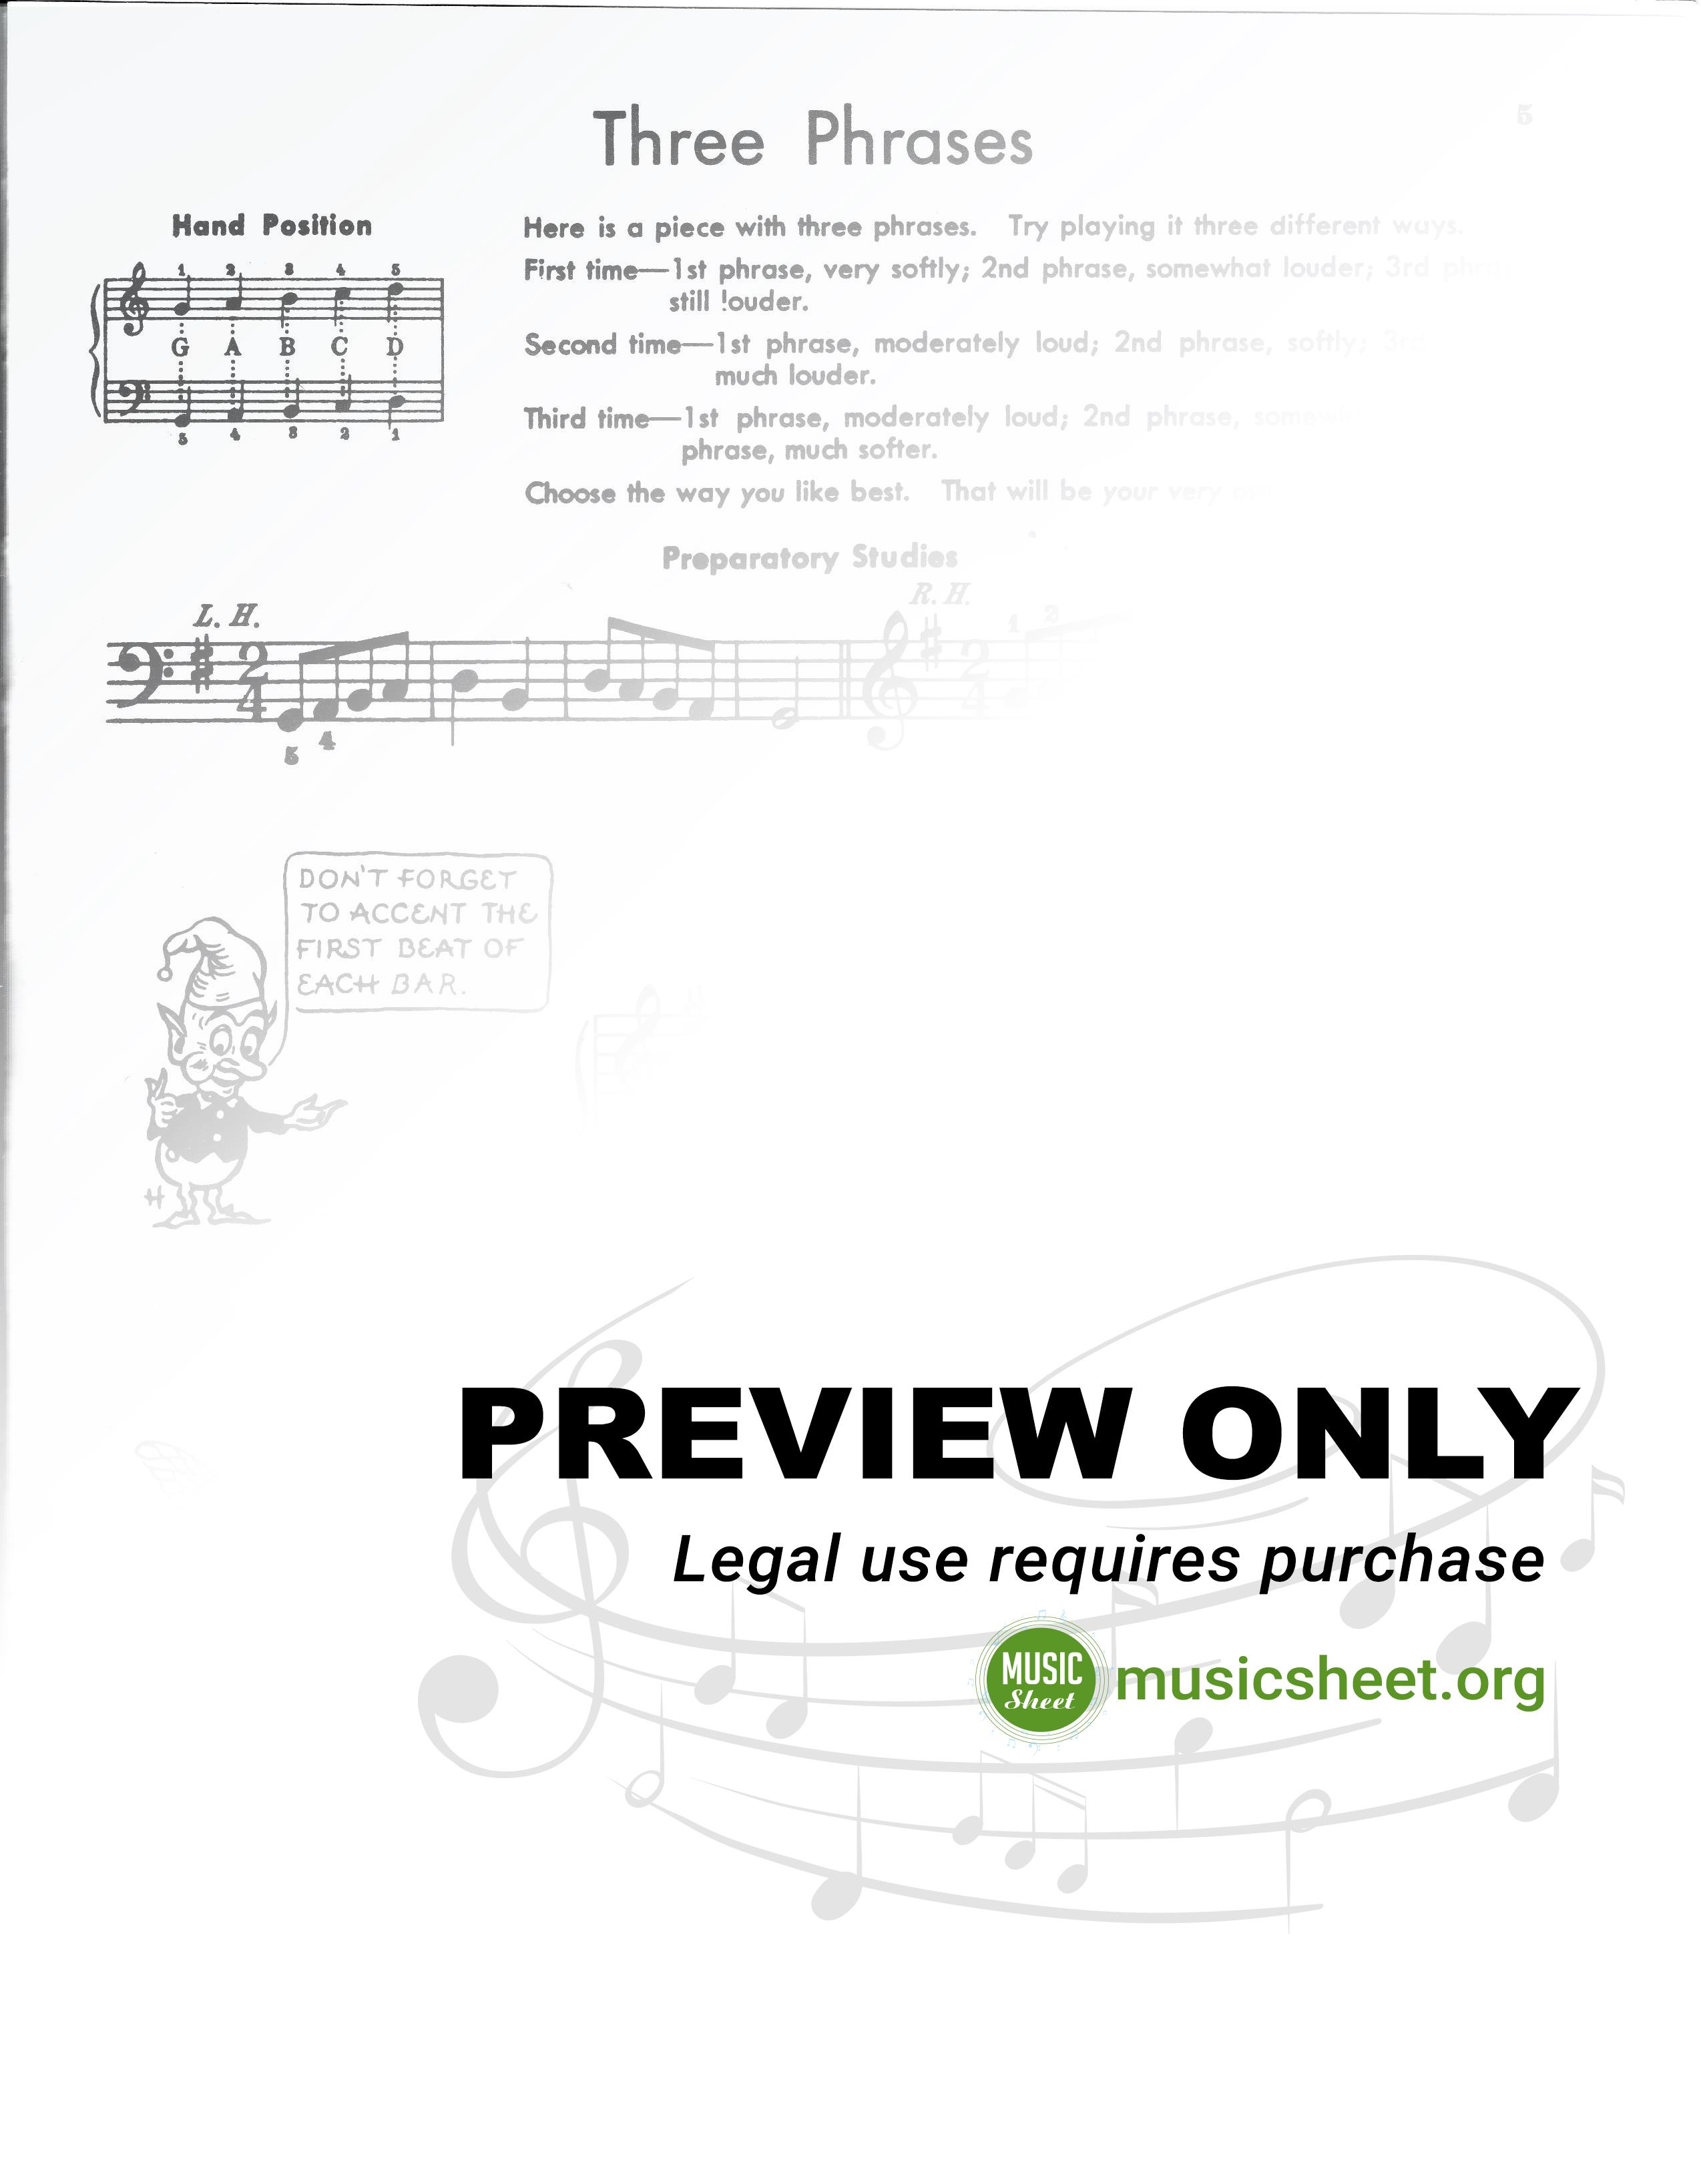 5
Three Phrases
Hand Position
1 2 3 4 5
G A B C D
5 4 3 2 1
Here is a piece with three phrases. Try playing it three different ways.
First time—1st phrase, very softly; 2nd phrase, somewhat louder; 3rd
still louder.
Second time—1st phrase, moderately loud; 2nd phrase, softly;
much louder.
Third time—1st phrase, moderately loud; 2nd phrase,
phrase, much softer.
Choose the way you like best. That will be your very
Preparatory Studies
L. H.
R. H.
1 2
2
4
2
4
5 4
DON'T FORGET
TO ACCENT THE
FIRST BEAT OF
EACH BAR.
H
PREVIEW ONLY
Legal use requires purchase
MUSIC
Sheet
musicsheet.org